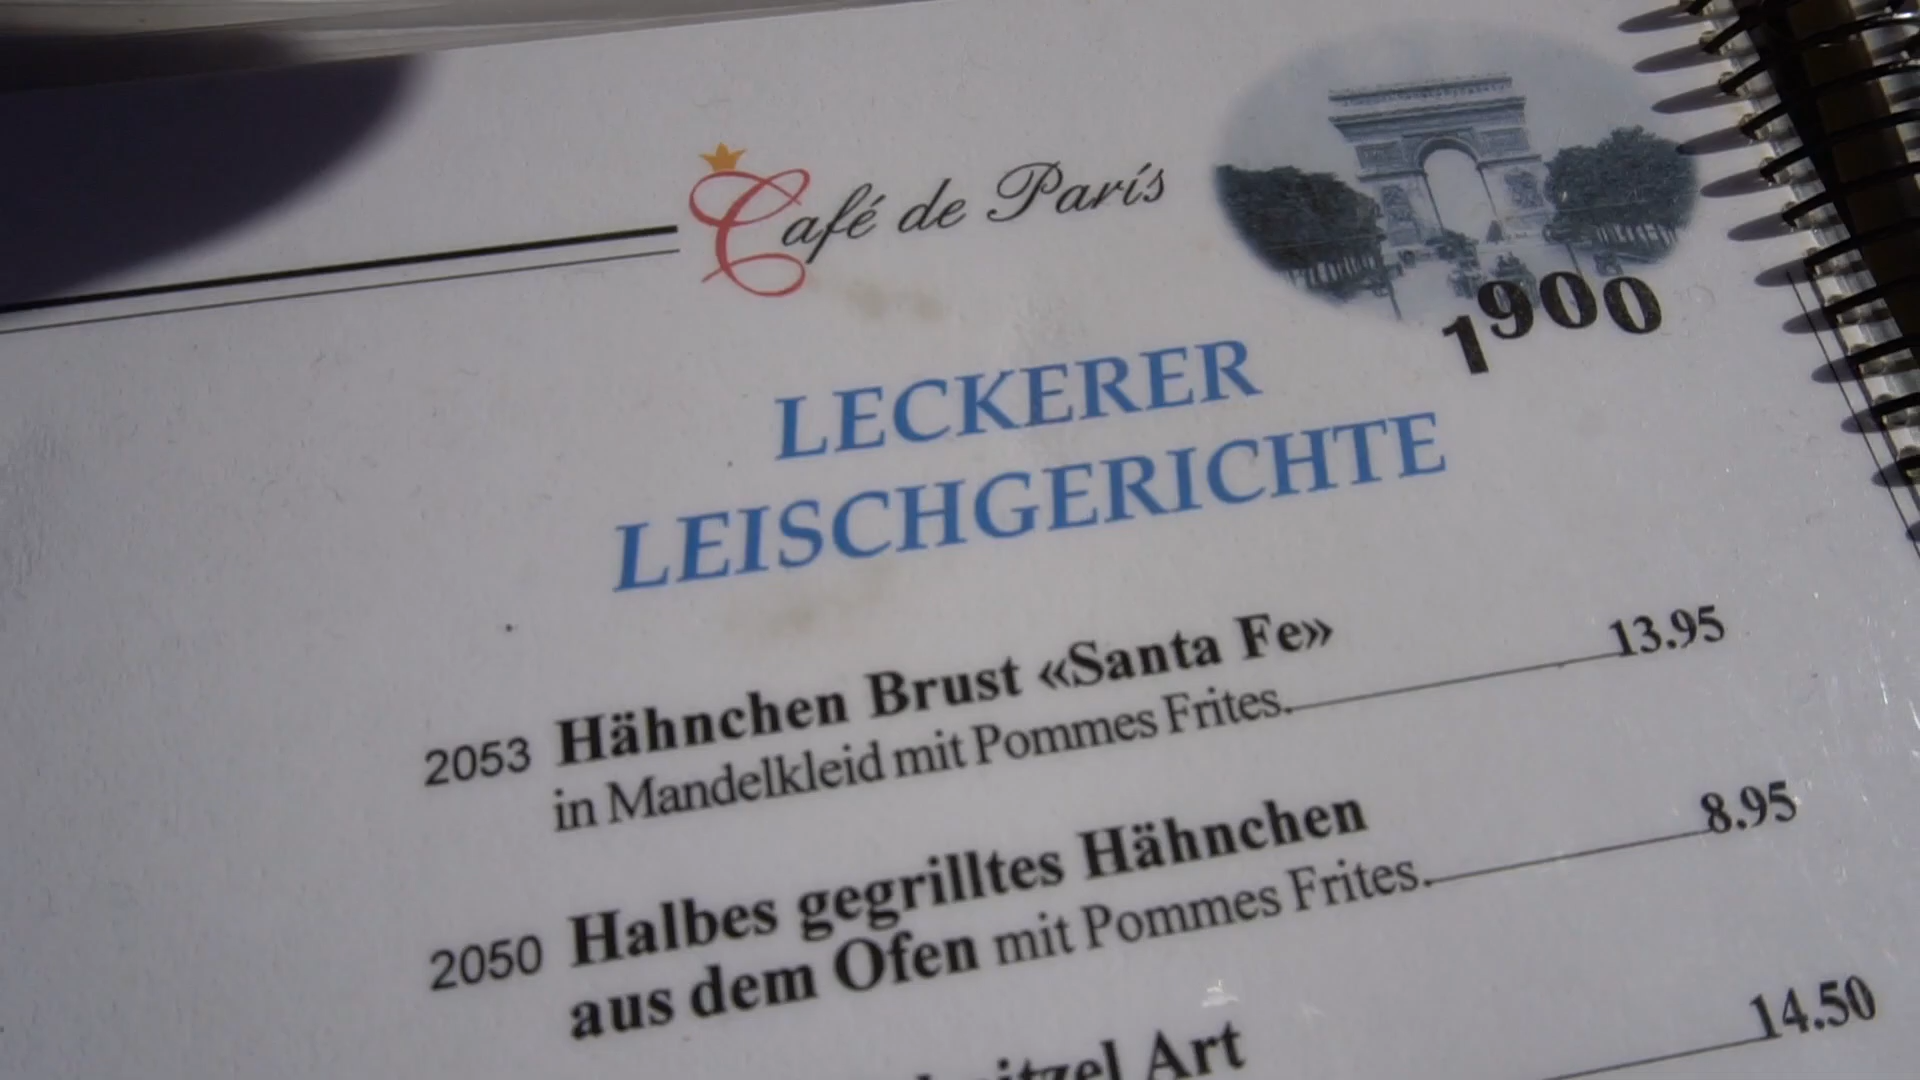 Café de París
1900
LECKERER
LEISCHGERICHTE
2053 Hähnchen Brust «Santa Fe»
in Mandelkleid mit Pommes Frites. 13.95
2050 Halbes gegrilltes Hähnchen
aus dem Ofen mit Pommes Frites. 8.95
Art
14.50